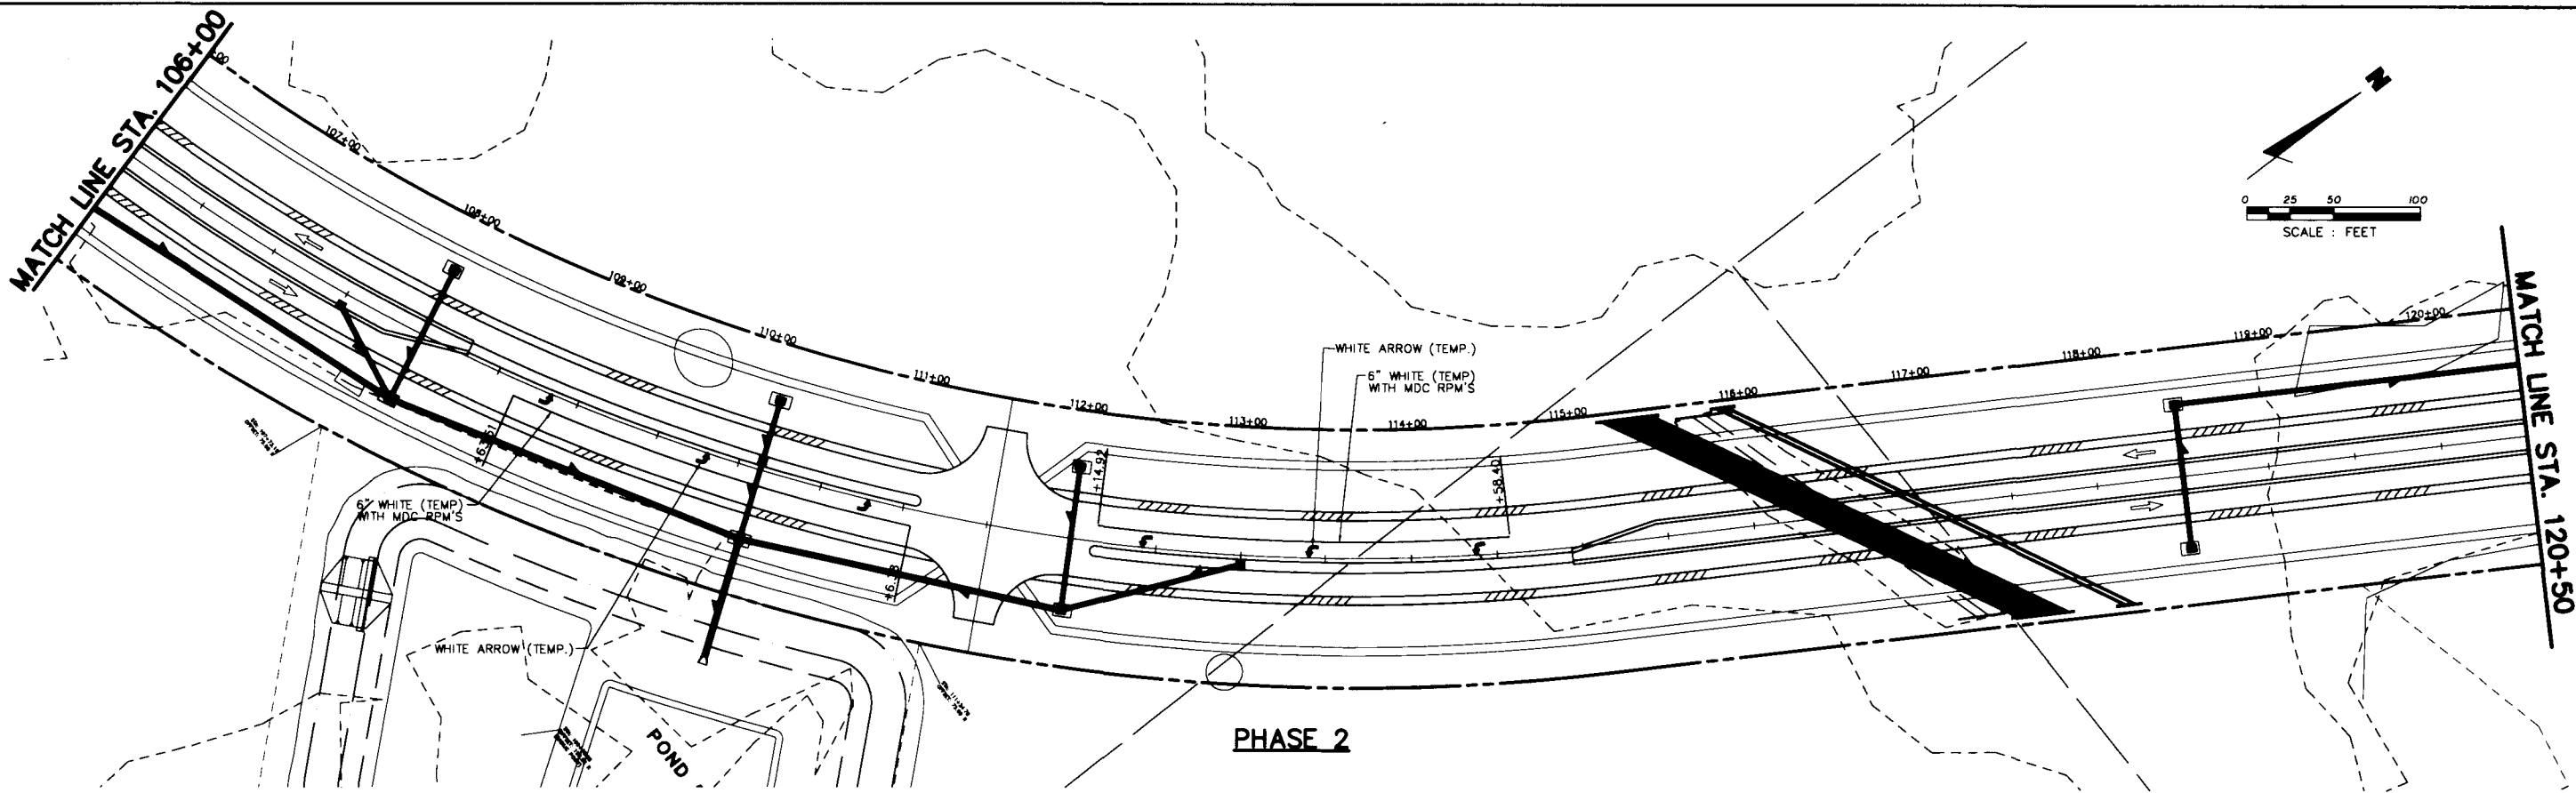 MATCH LINE STA. 106+00
107+00
108+00
109+00
110+00
111+00
112+00
113+00
114+00
115+00
116+00
117+00
118+00
119+00
120+00
N
0 25 50 100
SCALE : FEET
MATCH LINE STA. 120+50
WHITE ARROW (TEMP.)
6" WHITE (TEMP)
WITH MDC RPM'S
+14.92
+58.40
+63.61
6" WHITE (TEMP)
WITH MDC RPM'S
WHITE ARROW (TEMP.)
POND
PHASE 2